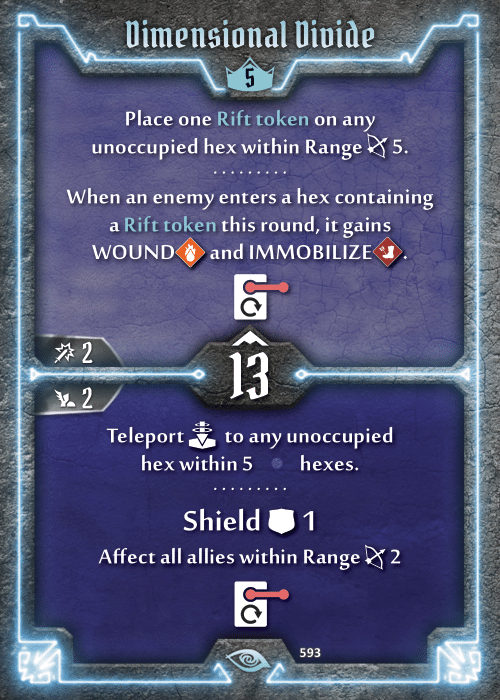 Dimensional Divide
5
Place one Rift token on any
unoccupied hex within Range 5.
When an enemy enters a hex containing
a Rift token this round, it gains
WOUND and IMMOBILIZE.
2
13
2
Teleport to any unoccupied
hex within 5 hexes.
Shield 1
Affect all allies within Range 2
593